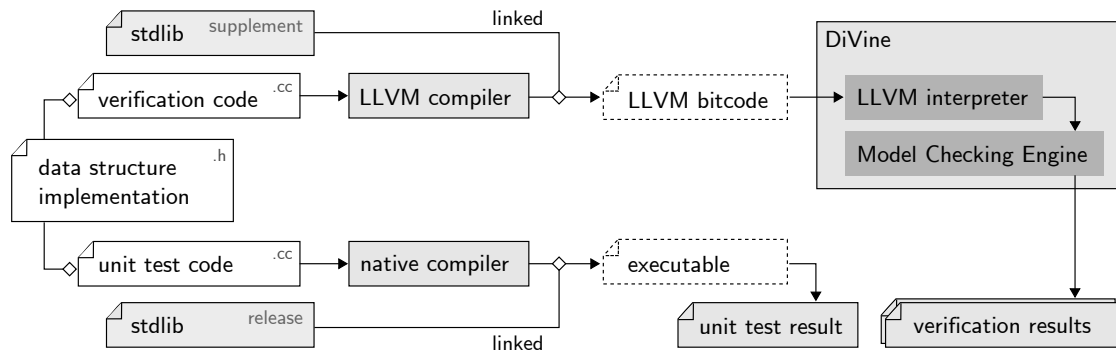 linked
stdlib
supplement
DiVine
verification code
.cc
LLVM compiler
LLVM bitcode
LLVM interpreter
data structure
implementation
.h
Model Checking Engine
unit test code
.cc
native compiler
executable
stdlib
release
linked
unit test result
verification results